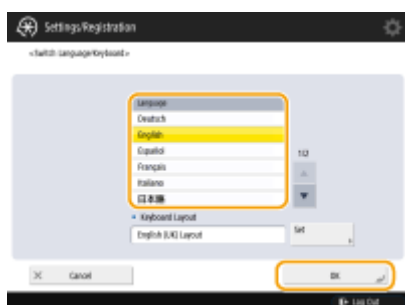 Settings/Registration
<Switch Language/Keyboard>
Language
Deutsch
English
Español
Français
Italiano
日本語
1/2
Keyboard Layout
English (UK) Layout
Set
Cancel
OK
Log Out